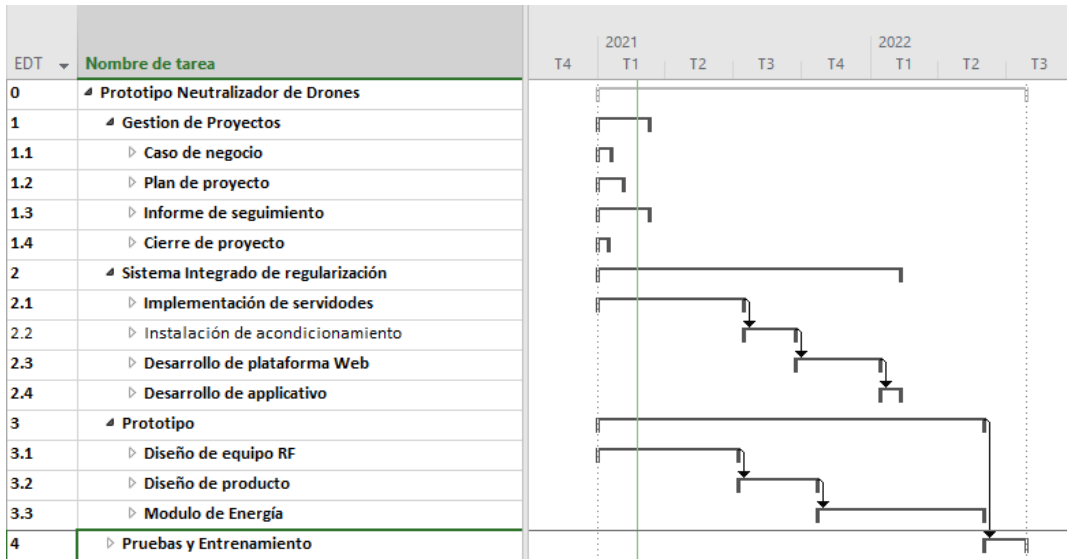 2021 2022
EDT Nombre de tarea T4 T1 T2 T3 T4 T1 T2 T3
0 Prototipo Neutralizador de Drones
1 Gestion de Proyectos
1.1 Caso de negocio
1.2 Plan de proyecto
1.3 Informe de seguimiento
1.4 Cierre de proyecto
2 Sistema Integrado de regularización
2.1 Implementación de servidodes
2.2 Instalación de acondicionamiento
2.3 Desarrollo de plataforma Web
2.4 Desarrollo de applicativo
3 Prototipo
3.1 Diseño de equipo RF
3.2 Diseño de producto
3.3 Modulo de Energía
4 Pruebas y Entrenamiento